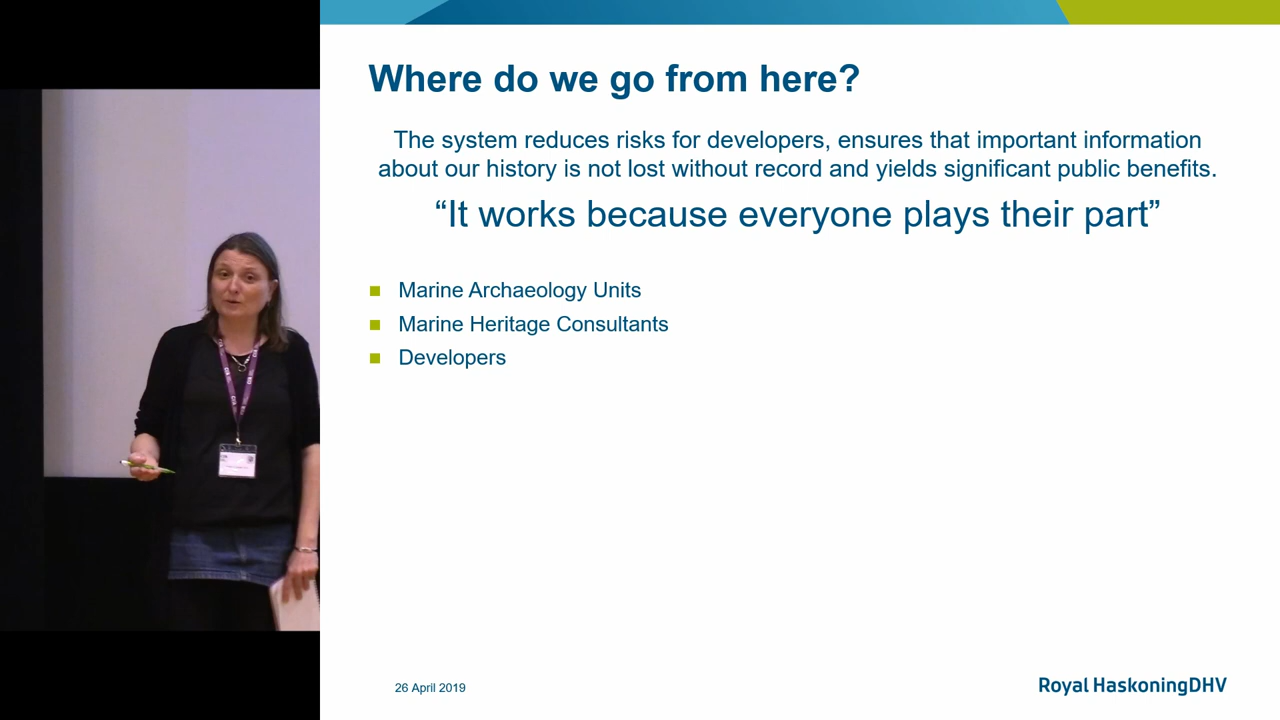 Where do we go from here?
The system reduces risks for developers, ensures that important information
about our history is not lost without record and yields significant public benefits.
“It works because everyone plays their part”
Marine Archaeology Units
Marine Heritage Consultants
Developers
26 April 2019
Royal HaskoningDHV